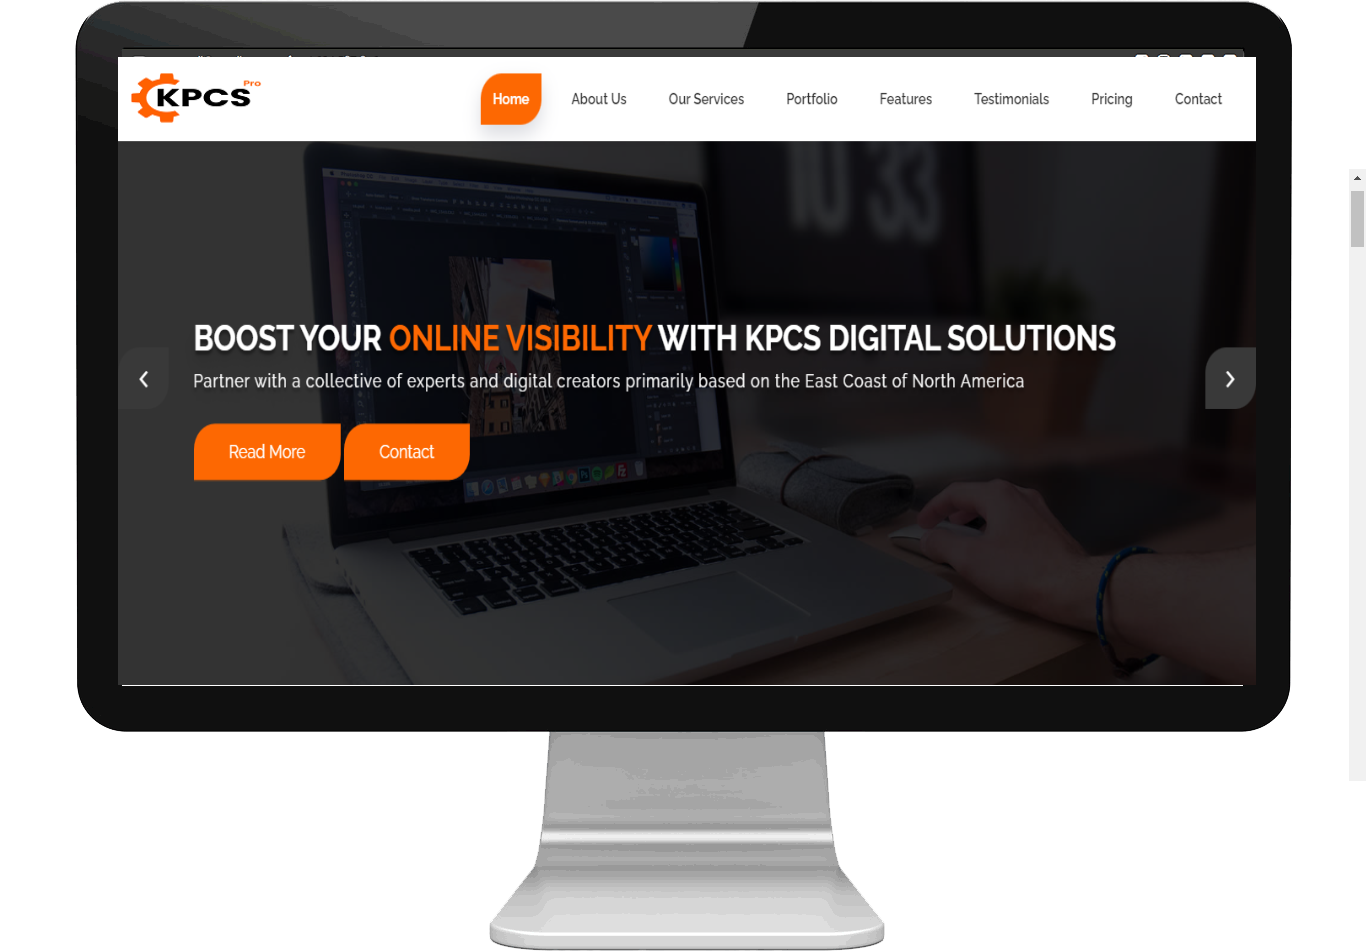 KPCS Pro
Home About Us Our Services Portfolio Features Testimonials Pricing Contact
10 33
BOOST YOUR ONLINE VISIBILITY WITH KPCS DIGITAL SOLUTIONS
Partner with a collective of experts and digital creators primarily based on the East Coast of North America
Read More Contact